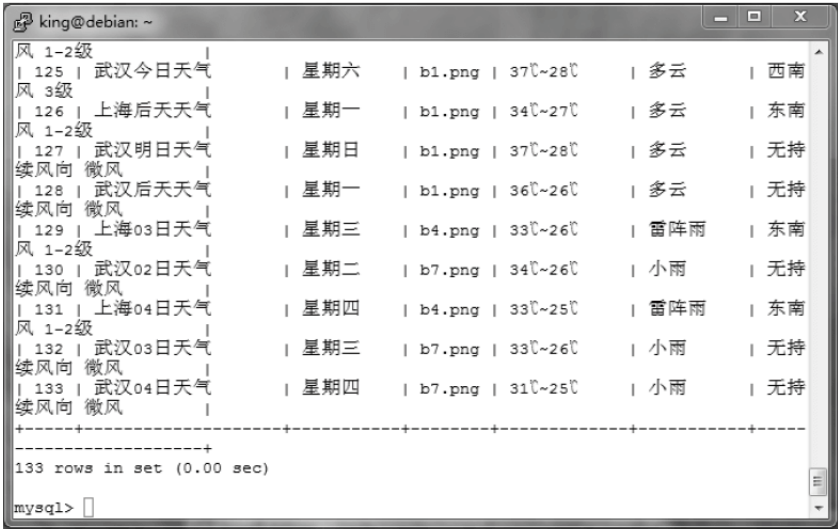 king@debian: ~
风 1-2级 |
| 125 | 武汉今日天气 | 星期六 | b1.png | 37℃~28℃ | 多云 | 西南
风 3级 |
| 126 | 上海后天天气 | 星期一 | b1.png | 34℃~27℃ | 多云 | 东南
风 1-2级 |
| 127 | 武汉明日天气 | 星期日 | b1.png | 37℃~28℃ | 多云 | 无持
续风向 微风 |
| 128 | 武汉后天天气 | 星期一 | b1.png | 36℃~26℃ | 多云 | 无持
续风向 微风 |
| 129 | 上海03日天气 | 星期三 | b4.png | 33℃~26℃ | 雷阵雨 | 东南
风 1-2级 |
| 130 | 武汉02日天气 | 星期二 | b7.png | 34℃~26℃ | 小雨 | 无持
续风向 微风 |
| 131 | 上海04日天气 | 星期四 | b4.png | 33℃~25℃ | 雷阵雨 | 东南
风 1-2级 |
| 132 | 武汉03日天气 | 星期三 | b7.png | 33℃~26℃ | 小雨 | 无持
续风向 微风 |
| 133 | 武汉04日天气 | 星期四 | b7.png | 31℃~25℃ | 小雨 | 无持
续风向 微风 |
+-----+---------------------+------------+--------+--------------+------------+-----
-------------------+
133 rows in set (0.00 sec)
mysql>